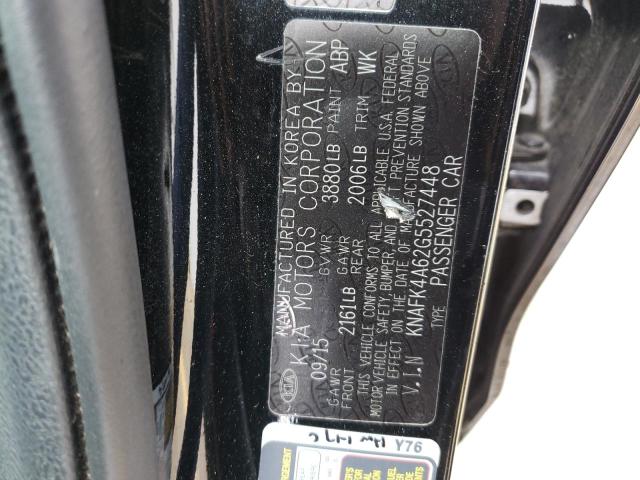 MANUFACTURED IN KOREA BY
KIA KIA MOTORS CORPORATION
09/15 GVWR 3880LB PAINT ABP
GAWR FRONT 2161LB GAWR REAR 2006LB TRIM WK
THIS VEHICLE CONFORMS TO ALL APPLICABLE U.S.A. FEDERAL
MOTOR VEHICLE SAFETY, BUMPER, AND THEFT PREVENTION STANDARDS
IN EFFECT ON THE DATE OF MANUFACTURE SHOWN ABOVE
V.I.N KNAFK4A62G5527448
TYPE: PASSENGER CAR
Y76